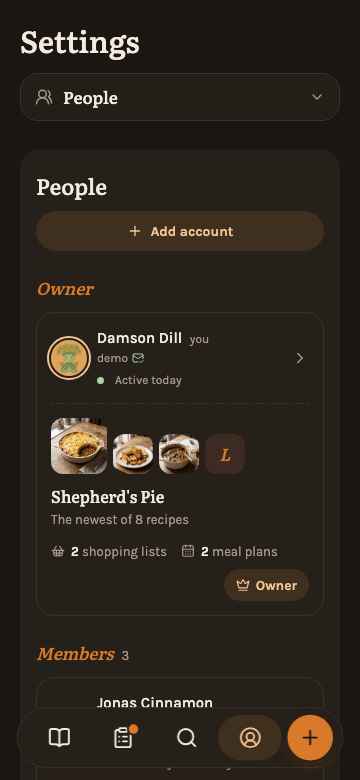 Settings
People
People
+ Add account
Owner
Damson Dill you
demo
Active today
L
Shepherd's Pie
The newest of 8 recipes
2 shopping lists 2 meal plans
Owner
Members 3
Jonas Cinnamon